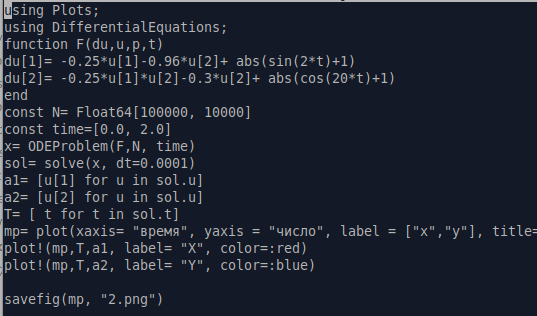 using Plots;
using DifferentialEquations;
function F(du,u,p,t)
du[1]= -0.25*u[1]-0.96*u[2]+ abs(sin(2*t)+1)
du[2]= -0.25*u[1]*u[2]-0.3*u[2]+ abs(cos(20*t)+1)
end
const N= Float64[100000, 10000]
const time=[0.0, 2.0]
x= ODEProblem(F,N, time)
sol= solve(x, dt=0.0001)
a1= [u[1] for u in sol.u]
a2= [u[2] for u in sol.u]
T= [ t for t in sol.t]
mp= plot(xaxis= "время", yaxis = "число", label = ["x","y"], title=
plot!(mp,T,a1, label= "X", color=:red)
plot!(mp,T,a2, label= "Y", color=:blue)
savefig(mp, "2.png")